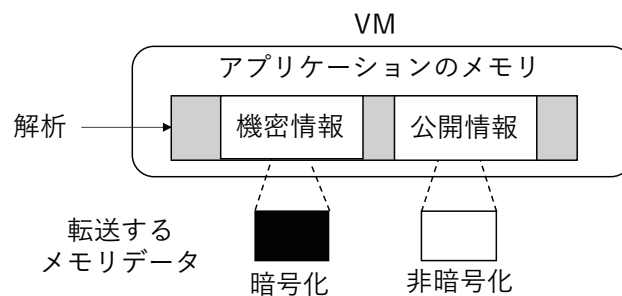 VM
アプリケーションのメモリ
解析
機密情報
公開情報
転送する
メモリデータ
暗号化
非暗号化